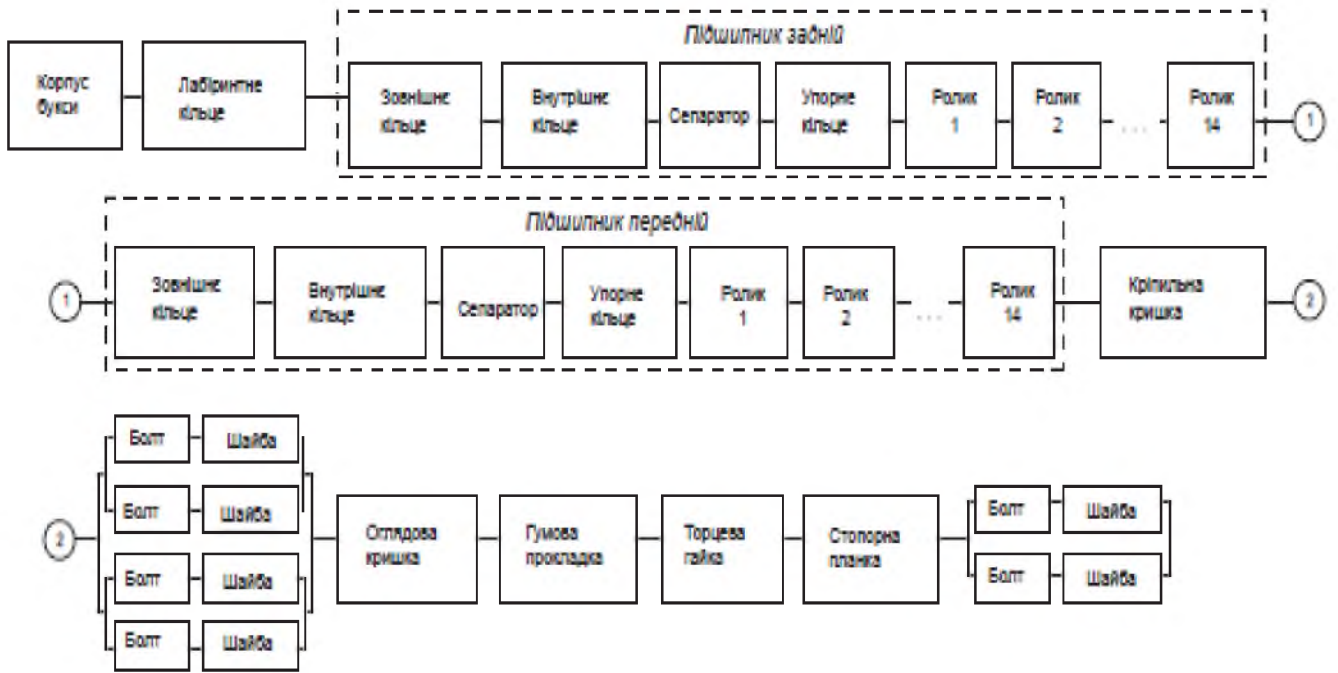 Підшипник задній
Корпус
букси
Лабіринтне
кільце
Зовнішнє
кільце
Внутрішнє
кільце
Сепаратор
Упорне
кільце
Ролик
1
Ролик
2
. . .
Ролик
14
1
Підшипник передній
1
Зовнішнє
кільце
Внутрішнє
кільце
Сепаратор
Упорне
кільце
Ролик
1
Ролик
2
. . .
Ролик
14
Кріпильна
кришка
2
2
Болт
Шайба
Болт
Шайба
Болт
Шайба
Болт
Шайба
Оглядова
кришка
Гумова
прокладка
Торцева
гайка
Стопорна
планка
Болт
Шайба
Болт
Шайба